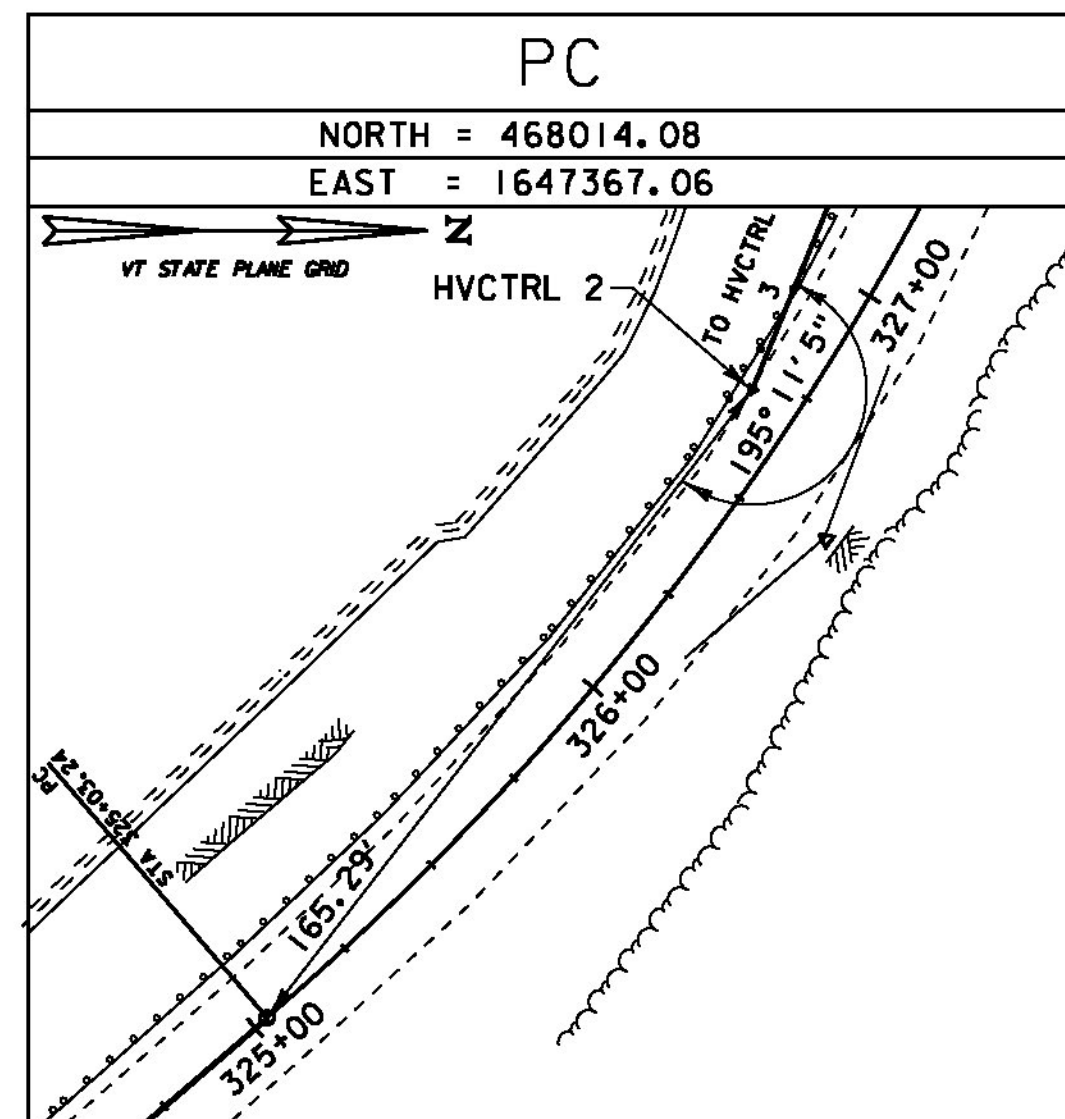 PC
NORTH = 468014.08
EAST = 1647367.06
N
VT STATE PLANE GRID
HVCTRL 2
TO HVCTRL 3
327+00
195° 11' 5"
326+00
PC
STA 325+03.24
165.29'
325+00